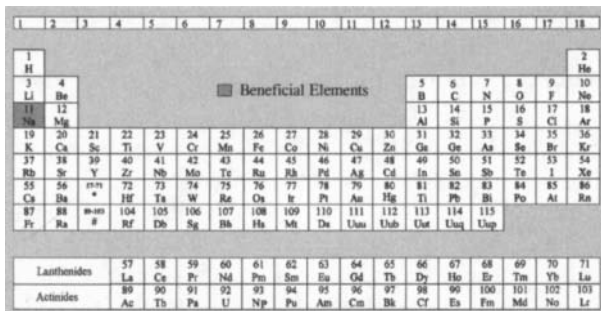 1 2 3 4 5 6 7 8 9 10 11 12 13 14 15 16 17 18
1 2
H He
3 4 5 6 7 8 9 10
Li Be B C N O F Ne
Beneficial Elements
11 12 13 14 15 16 17 18
Na Mg Al Si P S Cl Ar
19 20 21 22 23 24 25 26 27 28 29 30 31 32 33 34 35 36
K Ca Sc Ti V Cr Mn Fe Co Ni Cu Zn Ga Ge As Se Br Kr
37 38 39 40 41 42 43 44 45 46 47 48 49 50 51 52 53 54
Rb Sr Y Zr Nb Mo Tc Ru Rh Pd Ag Cd In Sn Sb Te I Xe
55 56 57-71 72 73 74 75 76 77 78 79 80 81 82 83 84 85 86
Cs Ba * Hf Ta W Re Os Ir Pt Au Hg Tl Pb Bi Po At Rn
87 88 89-103 104 105 106 107 108 109 110 111 112 113 114 115
Fr Ra # Rf Db Sg Bh Hs Mt Ds Uuu Uub Uut Uuq Uup
57 58 59 60 61 62 63 64 65 66 67 68 69 70 71
Lanthenides La Ce Pr Nd Pm Sm Eu Gd Tb Dy Ho Er Tm Yb Lu
89 90 91 92 93 94 95 96 97 98 99 100 101 102 103
Actinides Ac Th Pa U Np Pu Am Cm Bk Cf Es Fm Md No Lr